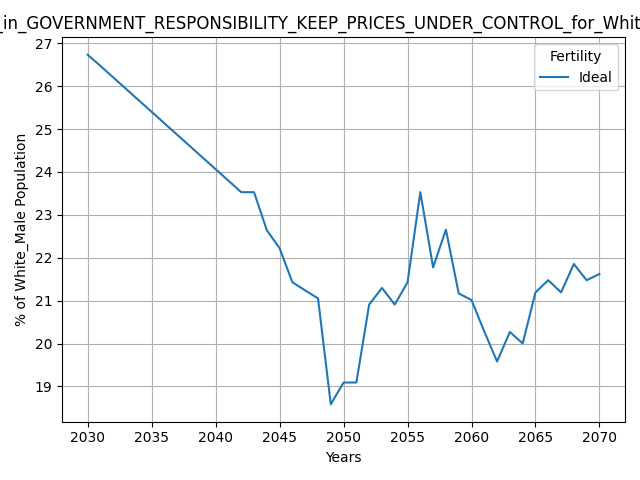 _in_GOVERNMENT_RESPONSIBILITY_KEEP_PRICES_UNDER_CONTROL_for_Whit
Fertility
Ideal
% of White_Male Population
27
26
25
24
23
22
21
20
19
2030 2035 2040 2045 2050 2055 2060 2065 2070
Years